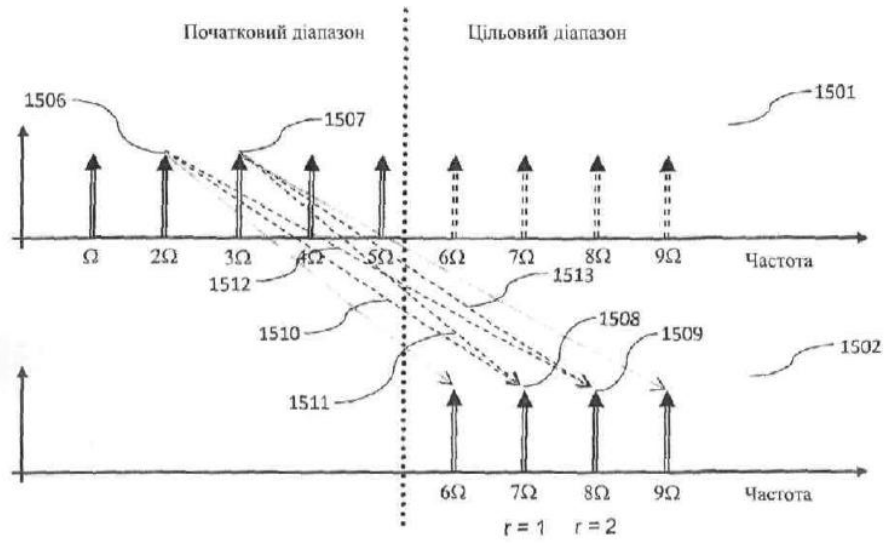 Початковий діапазон Цільовий діапазон
1506
1507
1501
Ω 2Ω 3Ω 4Ω 5Ω 6Ω 7Ω 8Ω 9Ω Частота
1512
1513
1510
1508
1509
1502
1511
6Ω 7Ω 8Ω 9Ω Частота
r = 1 r = 2